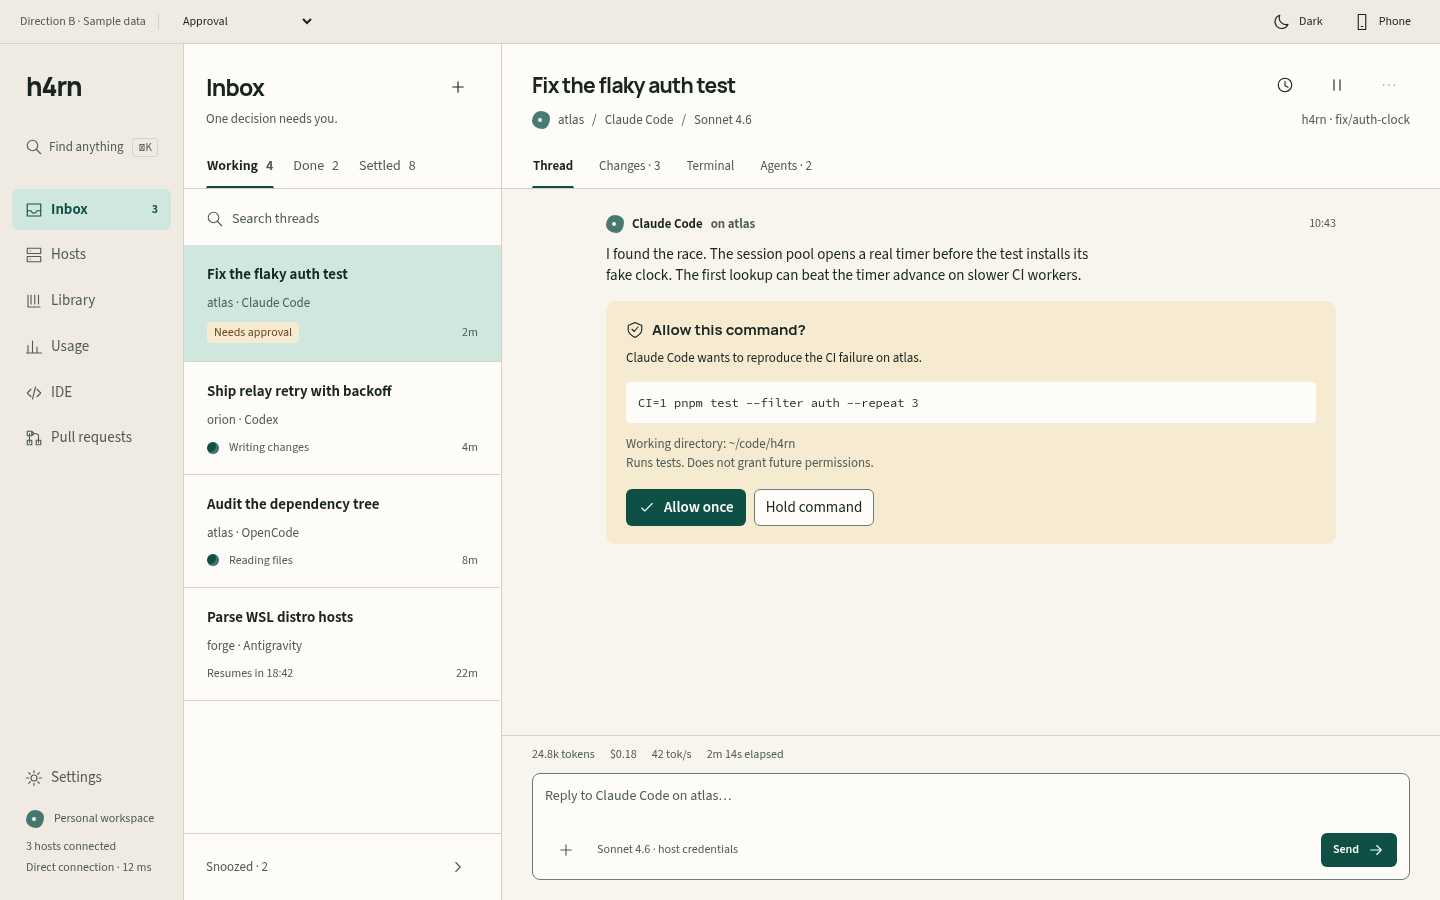 Direction B · Sample data
Approval
Dark
Phone
h4rn
Find anything
K
Inbox 3
Hosts
Library
Usage
IDE
Pull requests
Settings
Personal workspace
3 hosts connected
Direct connection · 12 ms
Inbox
One decision needs you.
Working 4
Done 2
Settled 8
Search threads
Fix the flaky auth test
atlas · Claude Code
Needs approval 2m
Ship relay retry with backoff
orion · Codex
Writing changes 4m
Audit the dependency tree
atlas · OpenCode
Reading files 8m
Parse WSL distro hosts
forge · Antigravity
Resumes in 18:42 22m
Snoozed · 2
Fix the flaky auth test
atlas / Claude Code / Sonnet 4.6
h4rn · fix/auth-clock
Thread
Changes · 3
Terminal
Agents · 2
Claude Code on atlas 10:43
I found the race. The session pool opens a real timer before the test installs its
fake clock. The first lookup can beat the timer advance on slower CI workers.
Allow this command?
Claude Code wants to reproduce the CI failure on atlas.
CI=1 pnpm test --filter auth --repeat 3
Working directory: ~/code/h4rn
Runs tests. Does not grant future permissions.
Allow once
Hold command
24.8k tokens $0.18 42 tok/s 2m 14s elapsed
Reply to Claude Code on atlas…
Sonnet 4.6 · host credentials
Send